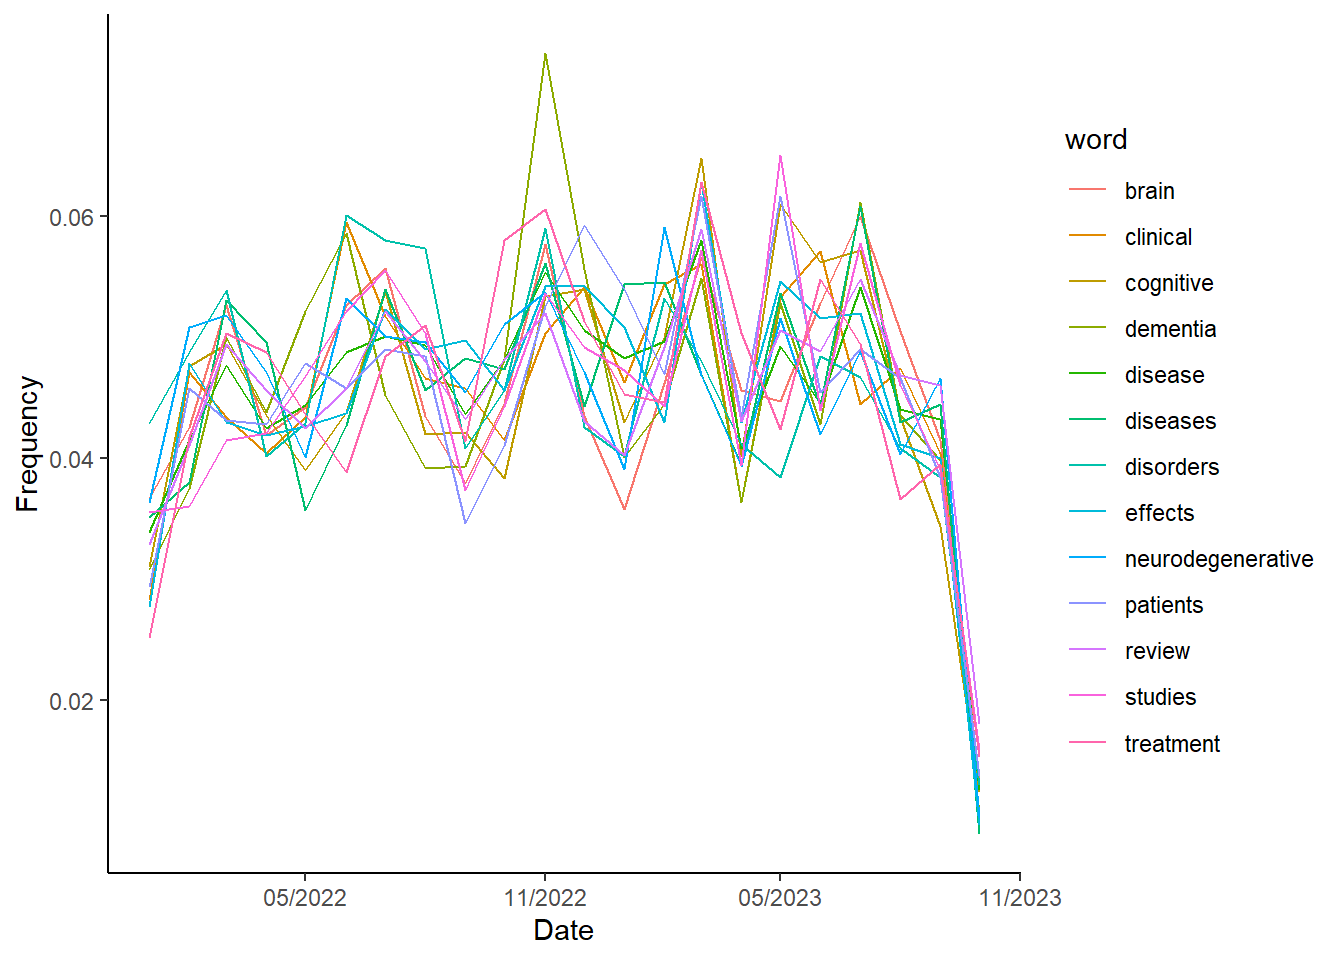 word
brain
clinical
cognitive
dementia
disease
diseases
disorders
effects
neurodegenerative
patients
review
studies
treatment
Frequency
0.06
0.04
0.02
05/2022
11/2022
05/2023
11/2023
Date